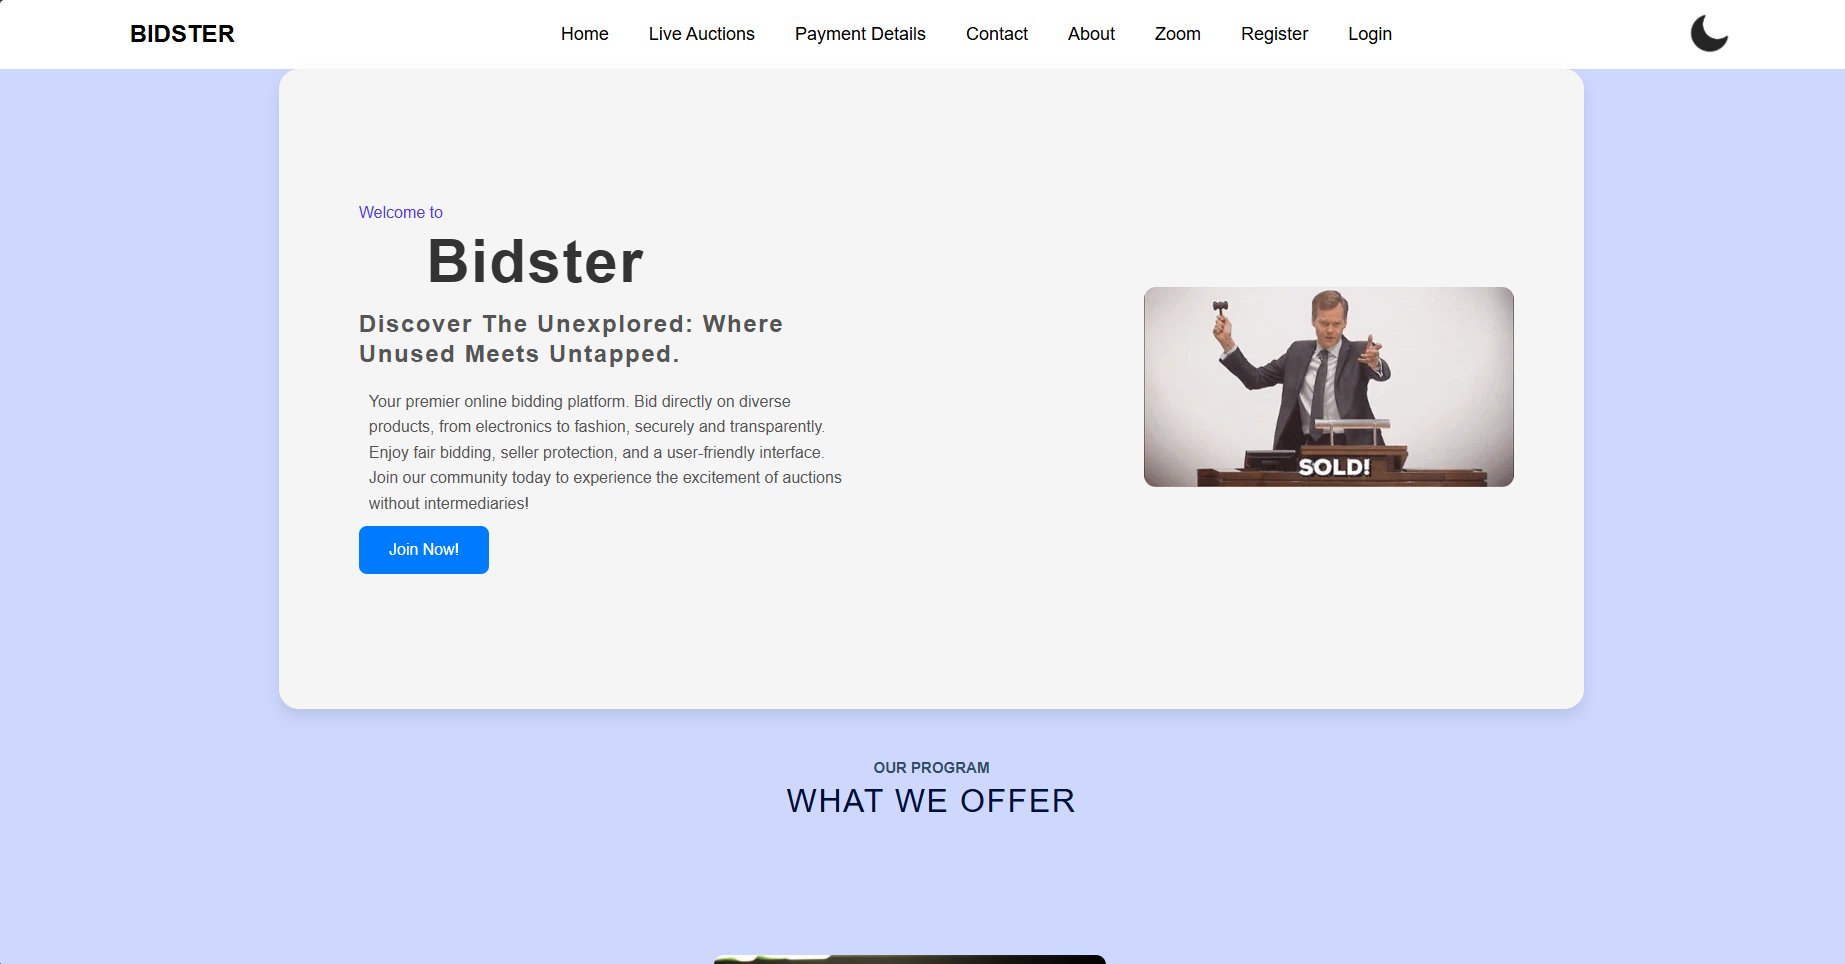 BIDSTER
Home
Live Auctions
Payment Details
Contact
About
Zoom
Register
Login
Welcome to
Bidster
Discover The Unexplored: Where
Unused Meets Untapped.
Your premier online bidding platform. Bid directly on diverse
products, from electronics to fashion, securely and transparently.
Enjoy fair bidding, seller protection, and a user-friendly interface.
Join our community today to experience the excitement of auctions
without intermediaries!
Join Now!
SOLD!
OUR PROGRAM
WHAT WE OFFER